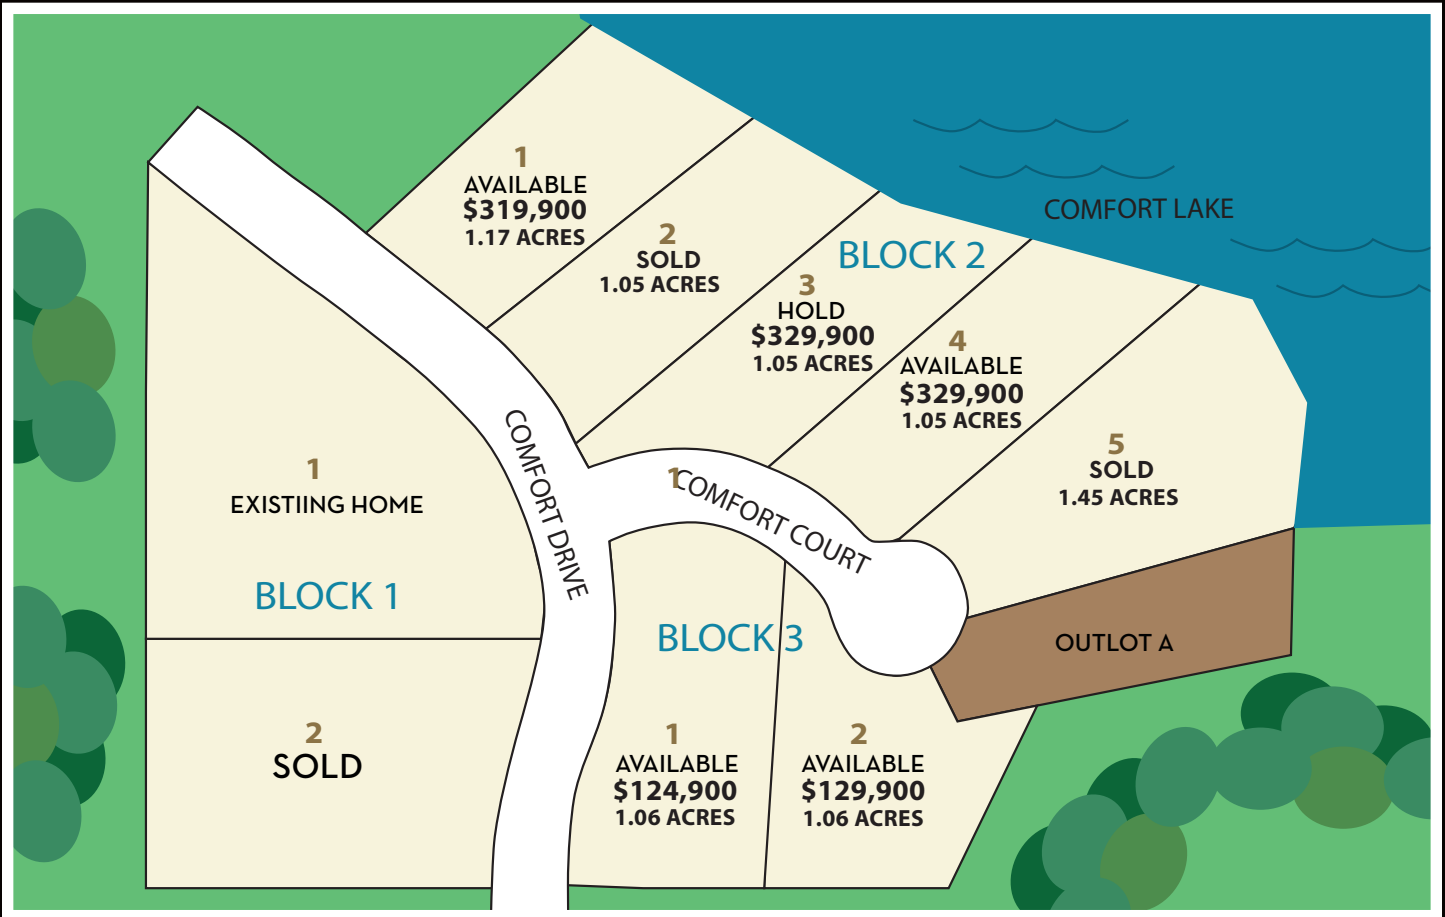 1
AVAILABLE
$319,900
1.17 ACRES
2
SOLD
1.05 ACRES
BLOCK 2
3
HOLD
$329,900
1.05 ACRES
4
AVAILABLE
$329,900
1.05 ACRES
5
SOLD
1.45 ACRES
COMFORT LAKE
1
EXISTIING HOME
BLOCK 1
2
SOLD
COMFORT DRIVE
1
COMFORT COURT
BLOCK 3
1
AVAILABLE
$124,900
1.06 ACRES
2
AVAILABLE
$129,900
1.06 ACRES
OUTLOT A